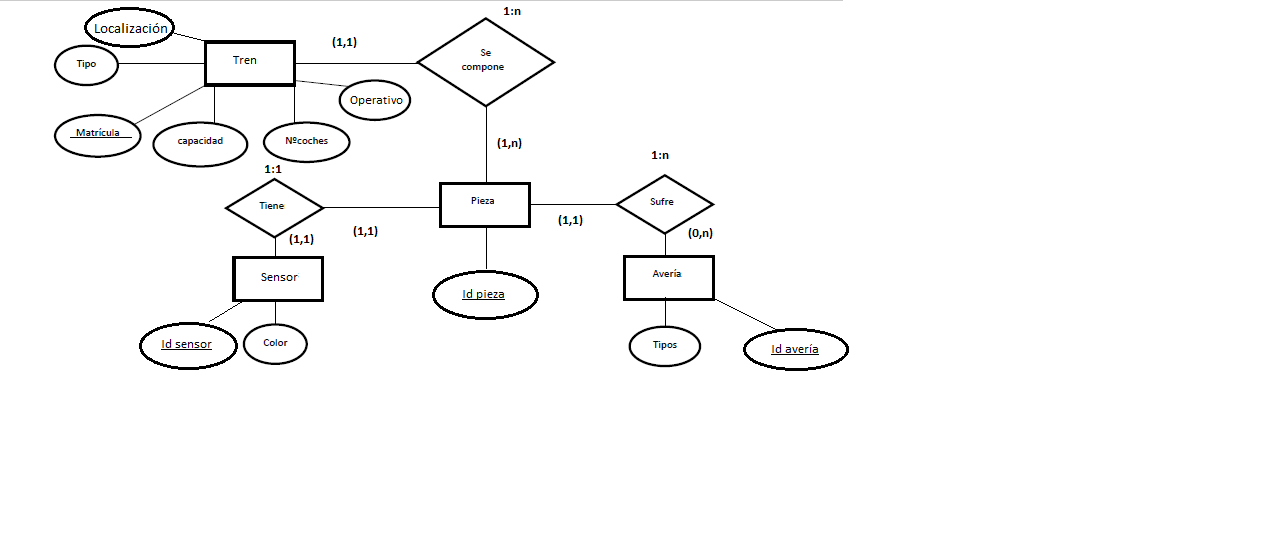 1:n
Localización
(1,1)
Se
compone
Tren
Tipo
Operativo
Matrícula
capacidad
Nºcoches
(1,n)
1:n
1:1
Tiene
Pieza
Sufre
(1,1)
(1,1)
(1,1)
(0,n)
Sensor
Avería
Id pieza
Id sensor
Color
Tipos
Id avería